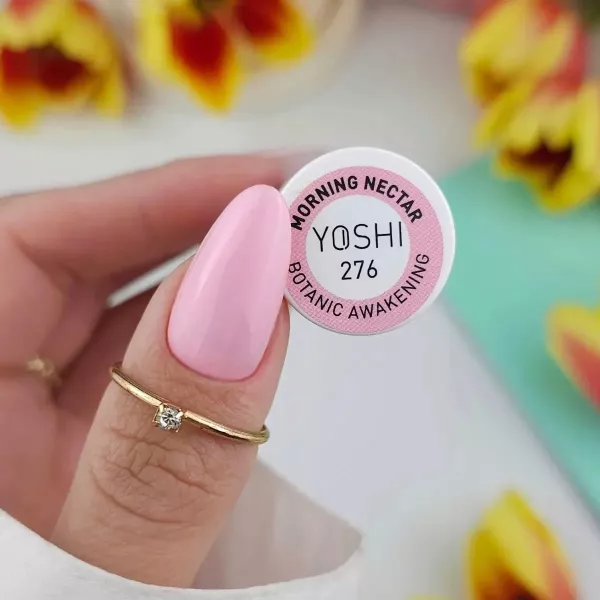 MORNING NECTAR
YOSHI
276
BOTANIC AWAKENING